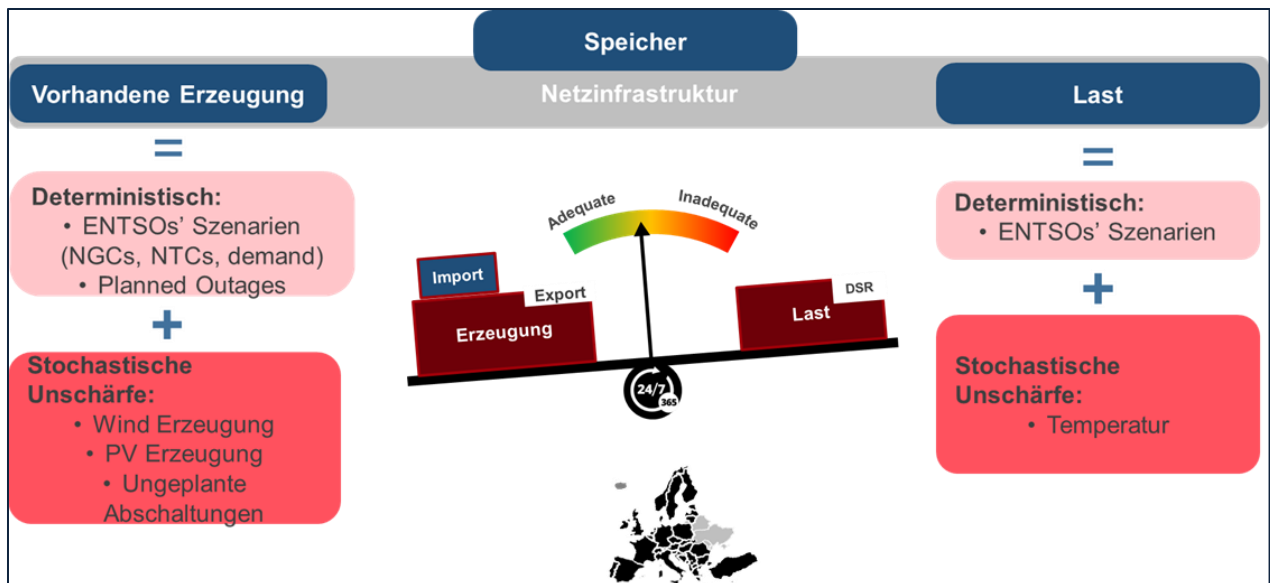 Speicher
Vorhandene Erzeugung
Netzinfrastruktur
Last
=
=
Deterministisch:
• ENTSOs' Szenarien
(NGCs, NTCs, demand)
• Planned Outages
+
Stochastische
Unschärfe:
• Wind Erzeugung
• PV Erzeugung
• Ungeplante
Abschaltungen
Adequate
Inadequate
Import
Export
Erzeugung
DSR
Last
24/7
365
Deterministisch:
• ENTSOs' Szenarien
+
Stochastische
Unschärfe:
• Temperatur